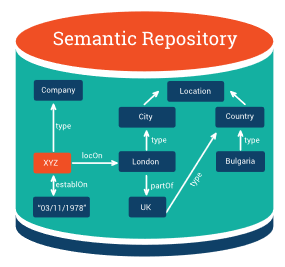 Semantic Repository
Company
Location
City
Country
type
type
type
XYZ
locOn
London
Bulgaria
establOn
partOf
type
"03/11/1978"
UK